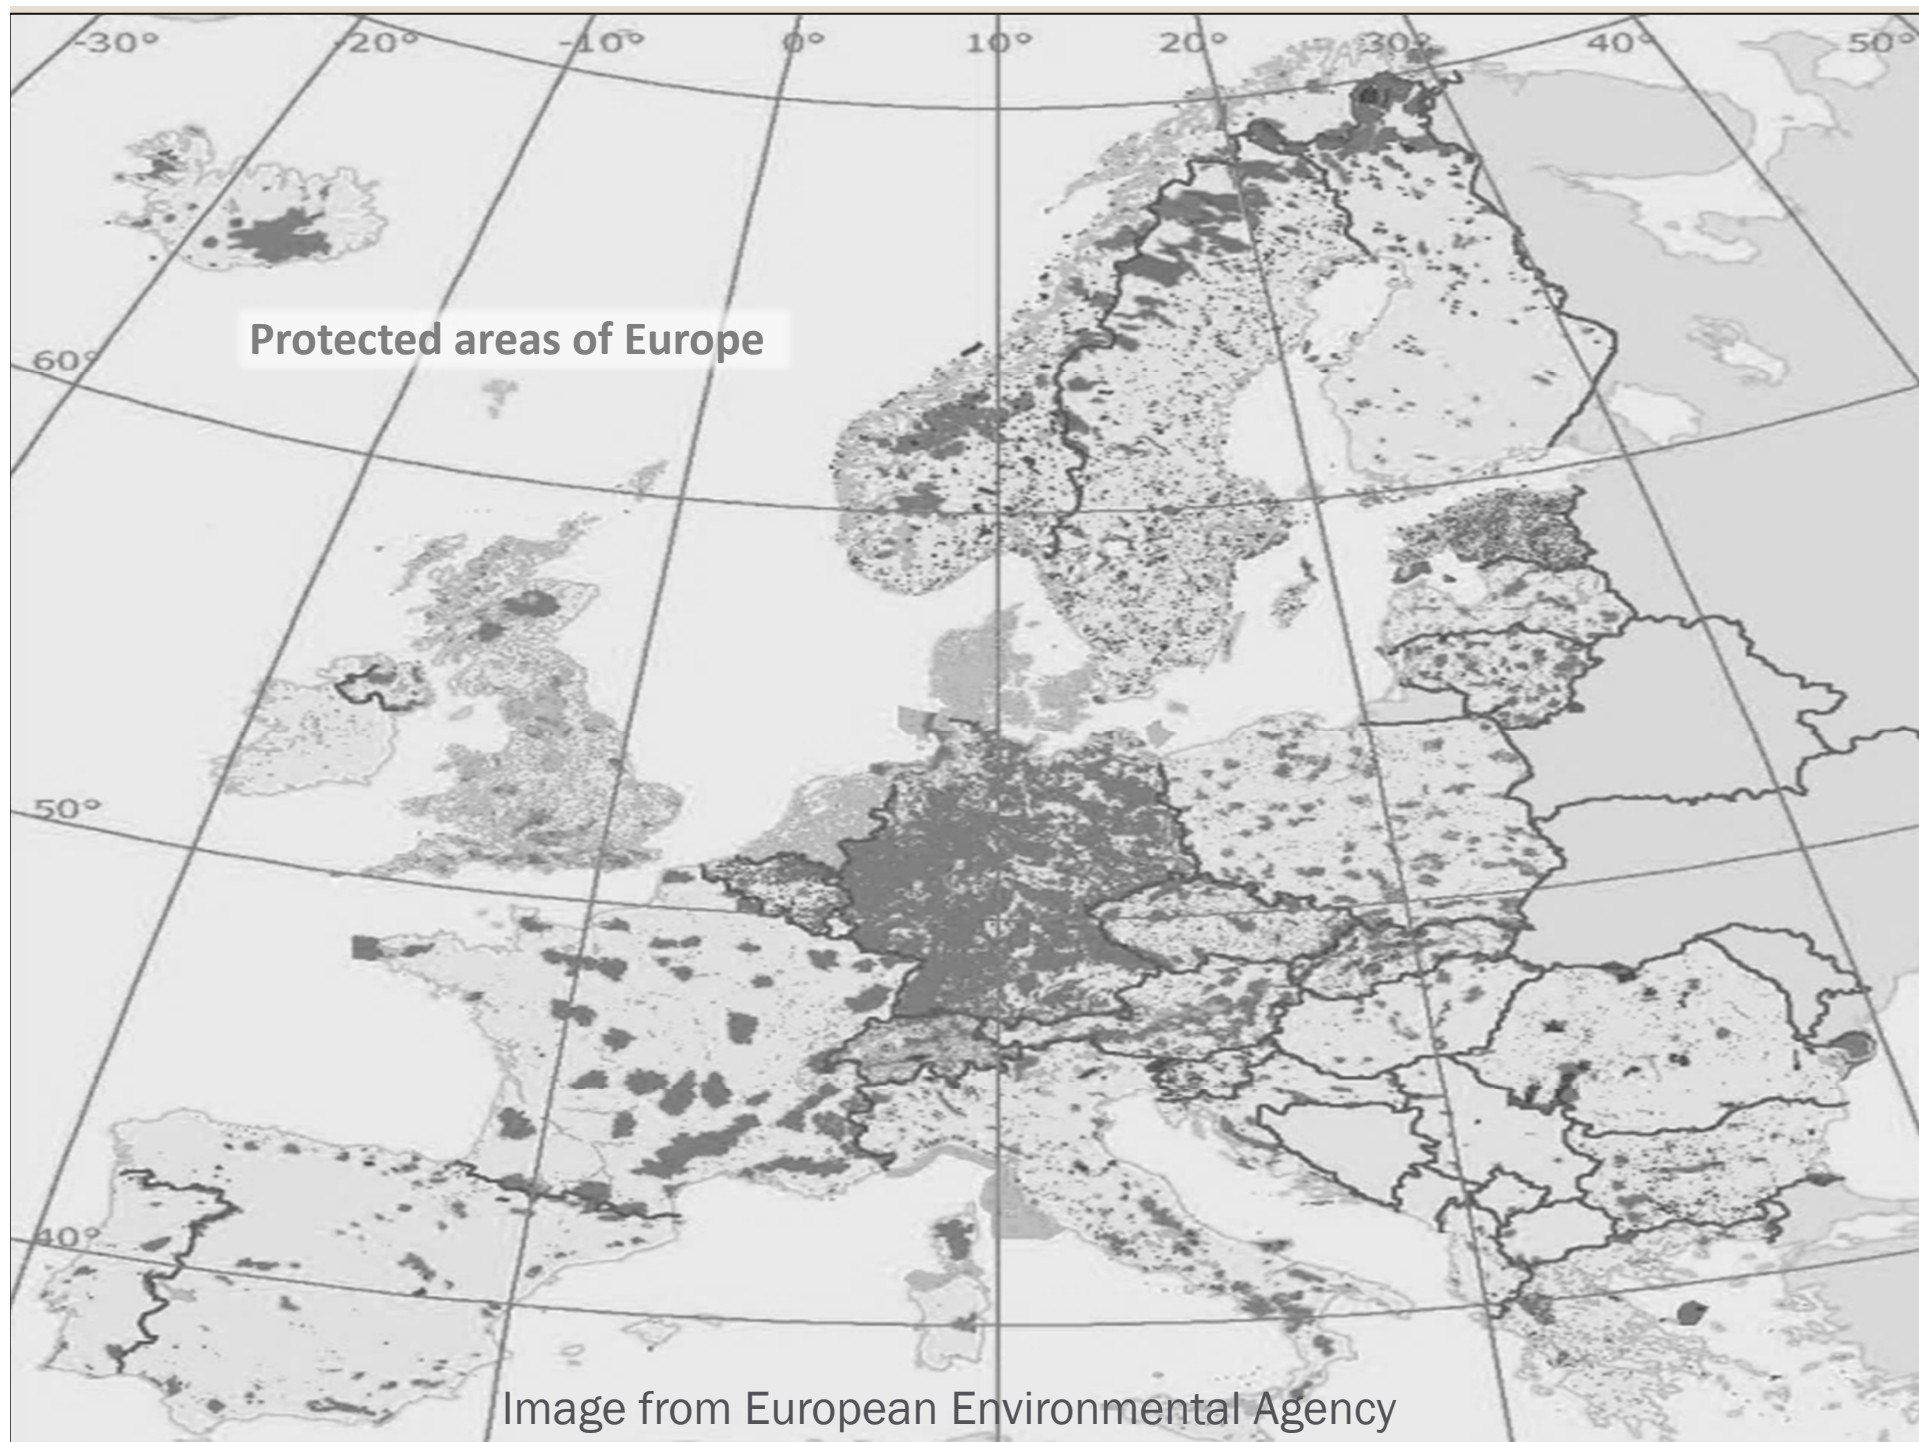 -30° -20° -10° 0° 10° 20° 30° 40° 50°
Protected areas of Europe
60°
50°
40°
Image from European Environmental Agency